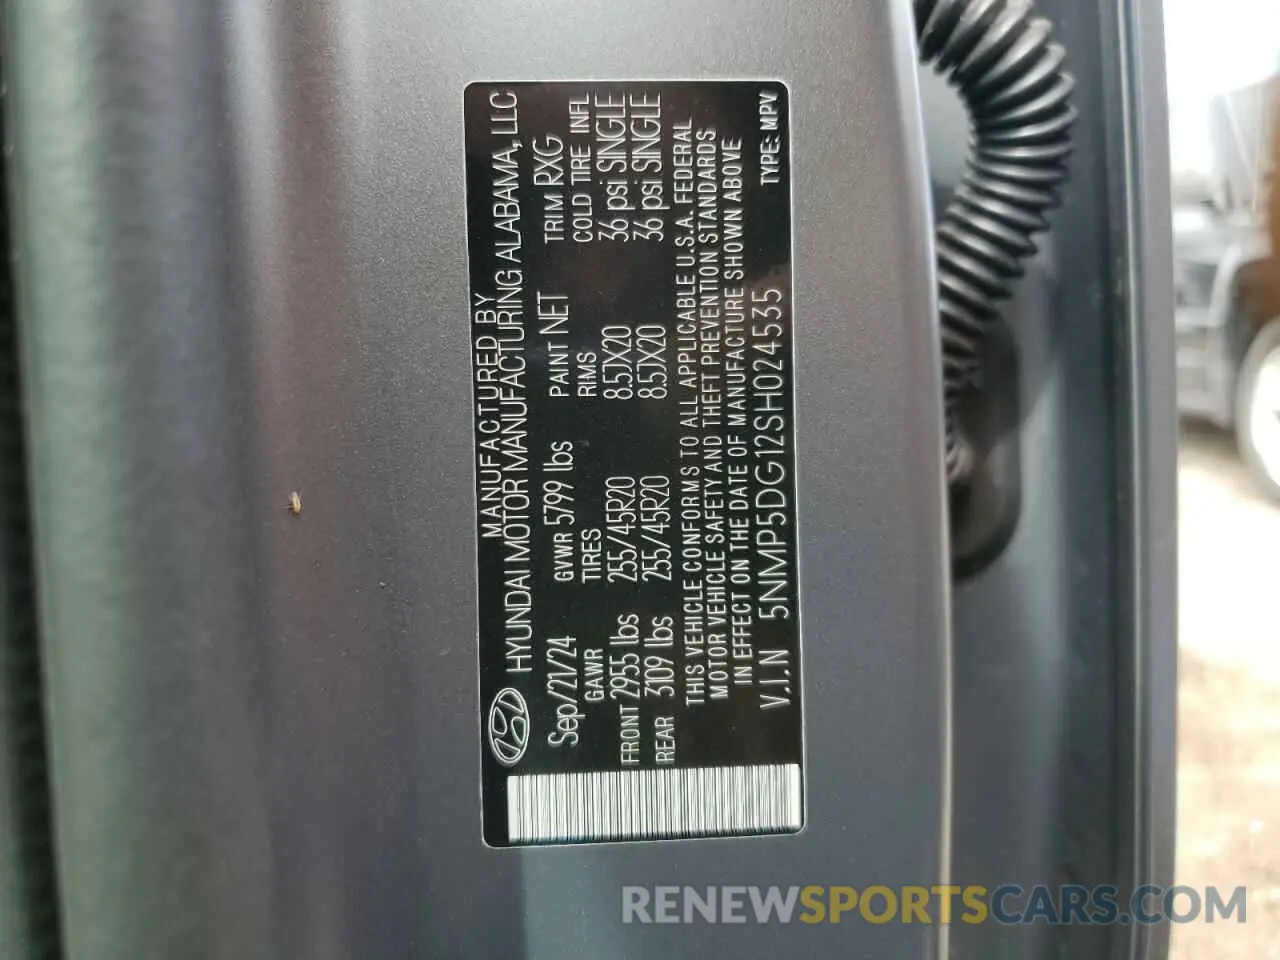 MANUFACTURED BY
HYUNDAI MOTOR MANUFACTURING ALABAMA, LLC
Sep/21/24 GVWR 5799 lbs PAINT NET TRIM RXG
GAWR TIRES RIMS COLD TIRE INFL
FRONT 2955 lbs 255/45R20 8.5JX20 36 psi SINGLE
REAR 3109 lbs 255/45R20 8.5JX20 36 psi SINGLE
THIS VEHICLE CONFORMS TO ALL APPLICABLE U.S.A. FEDERAL
MOTOR VEHICLE SAFETY AND THEFT PREVENTION STANDARDS
IN EFFECT ON THE DATE OF MANUFACTURE SHOWN ABOVE
V.I.N 5NMP5DG12SH024535 TYPE: MPV
RENEWSPORTSCARS.COM